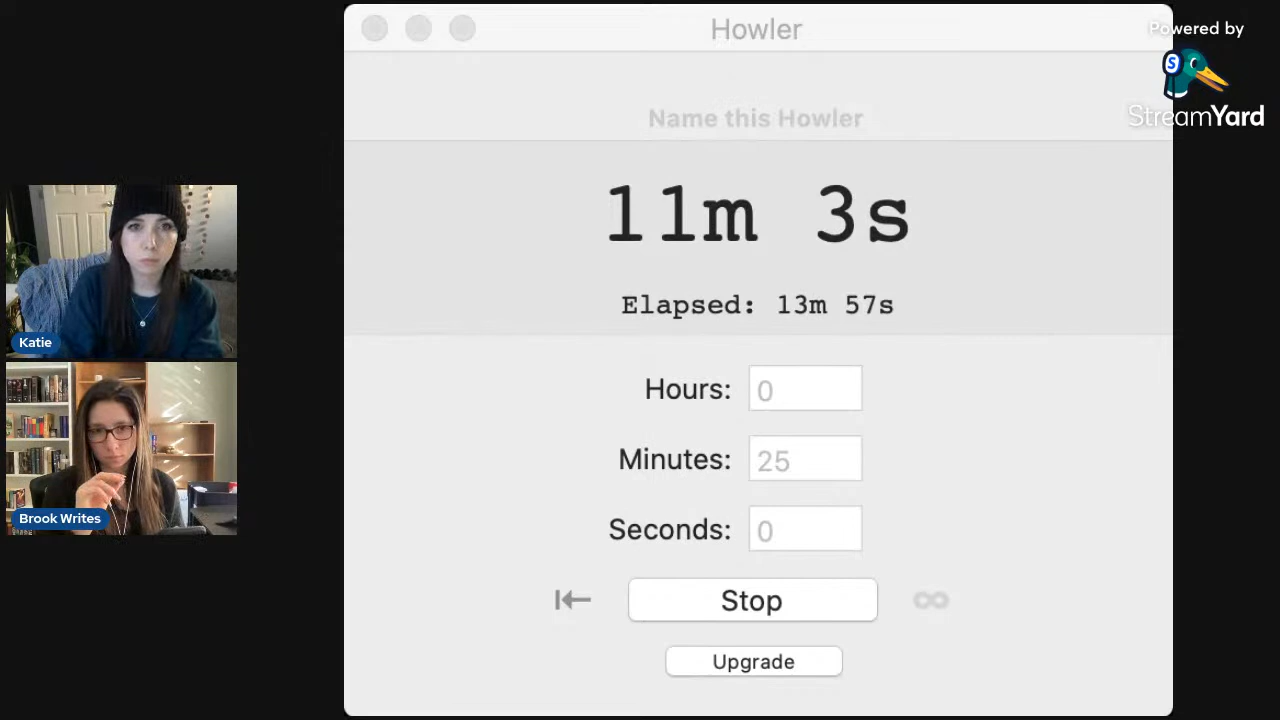 Howler
Powered by
StreamYard
Name this Howler
11m 3s
Elapsed: 13m 57s
Katie
Brook Writes
Hours: 0
Minutes: 25
Seconds: 0
Stop
Upgrade